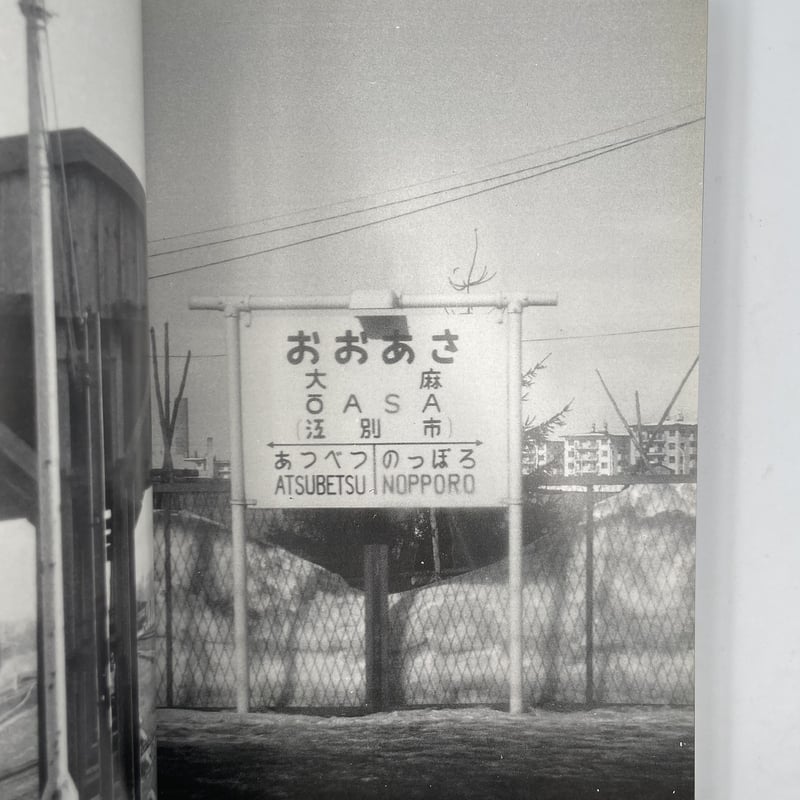 おおあさ
大麻
ŌASA
(江別市)
あつべつ のっぽろ
ATSUBETSU NOPPORO